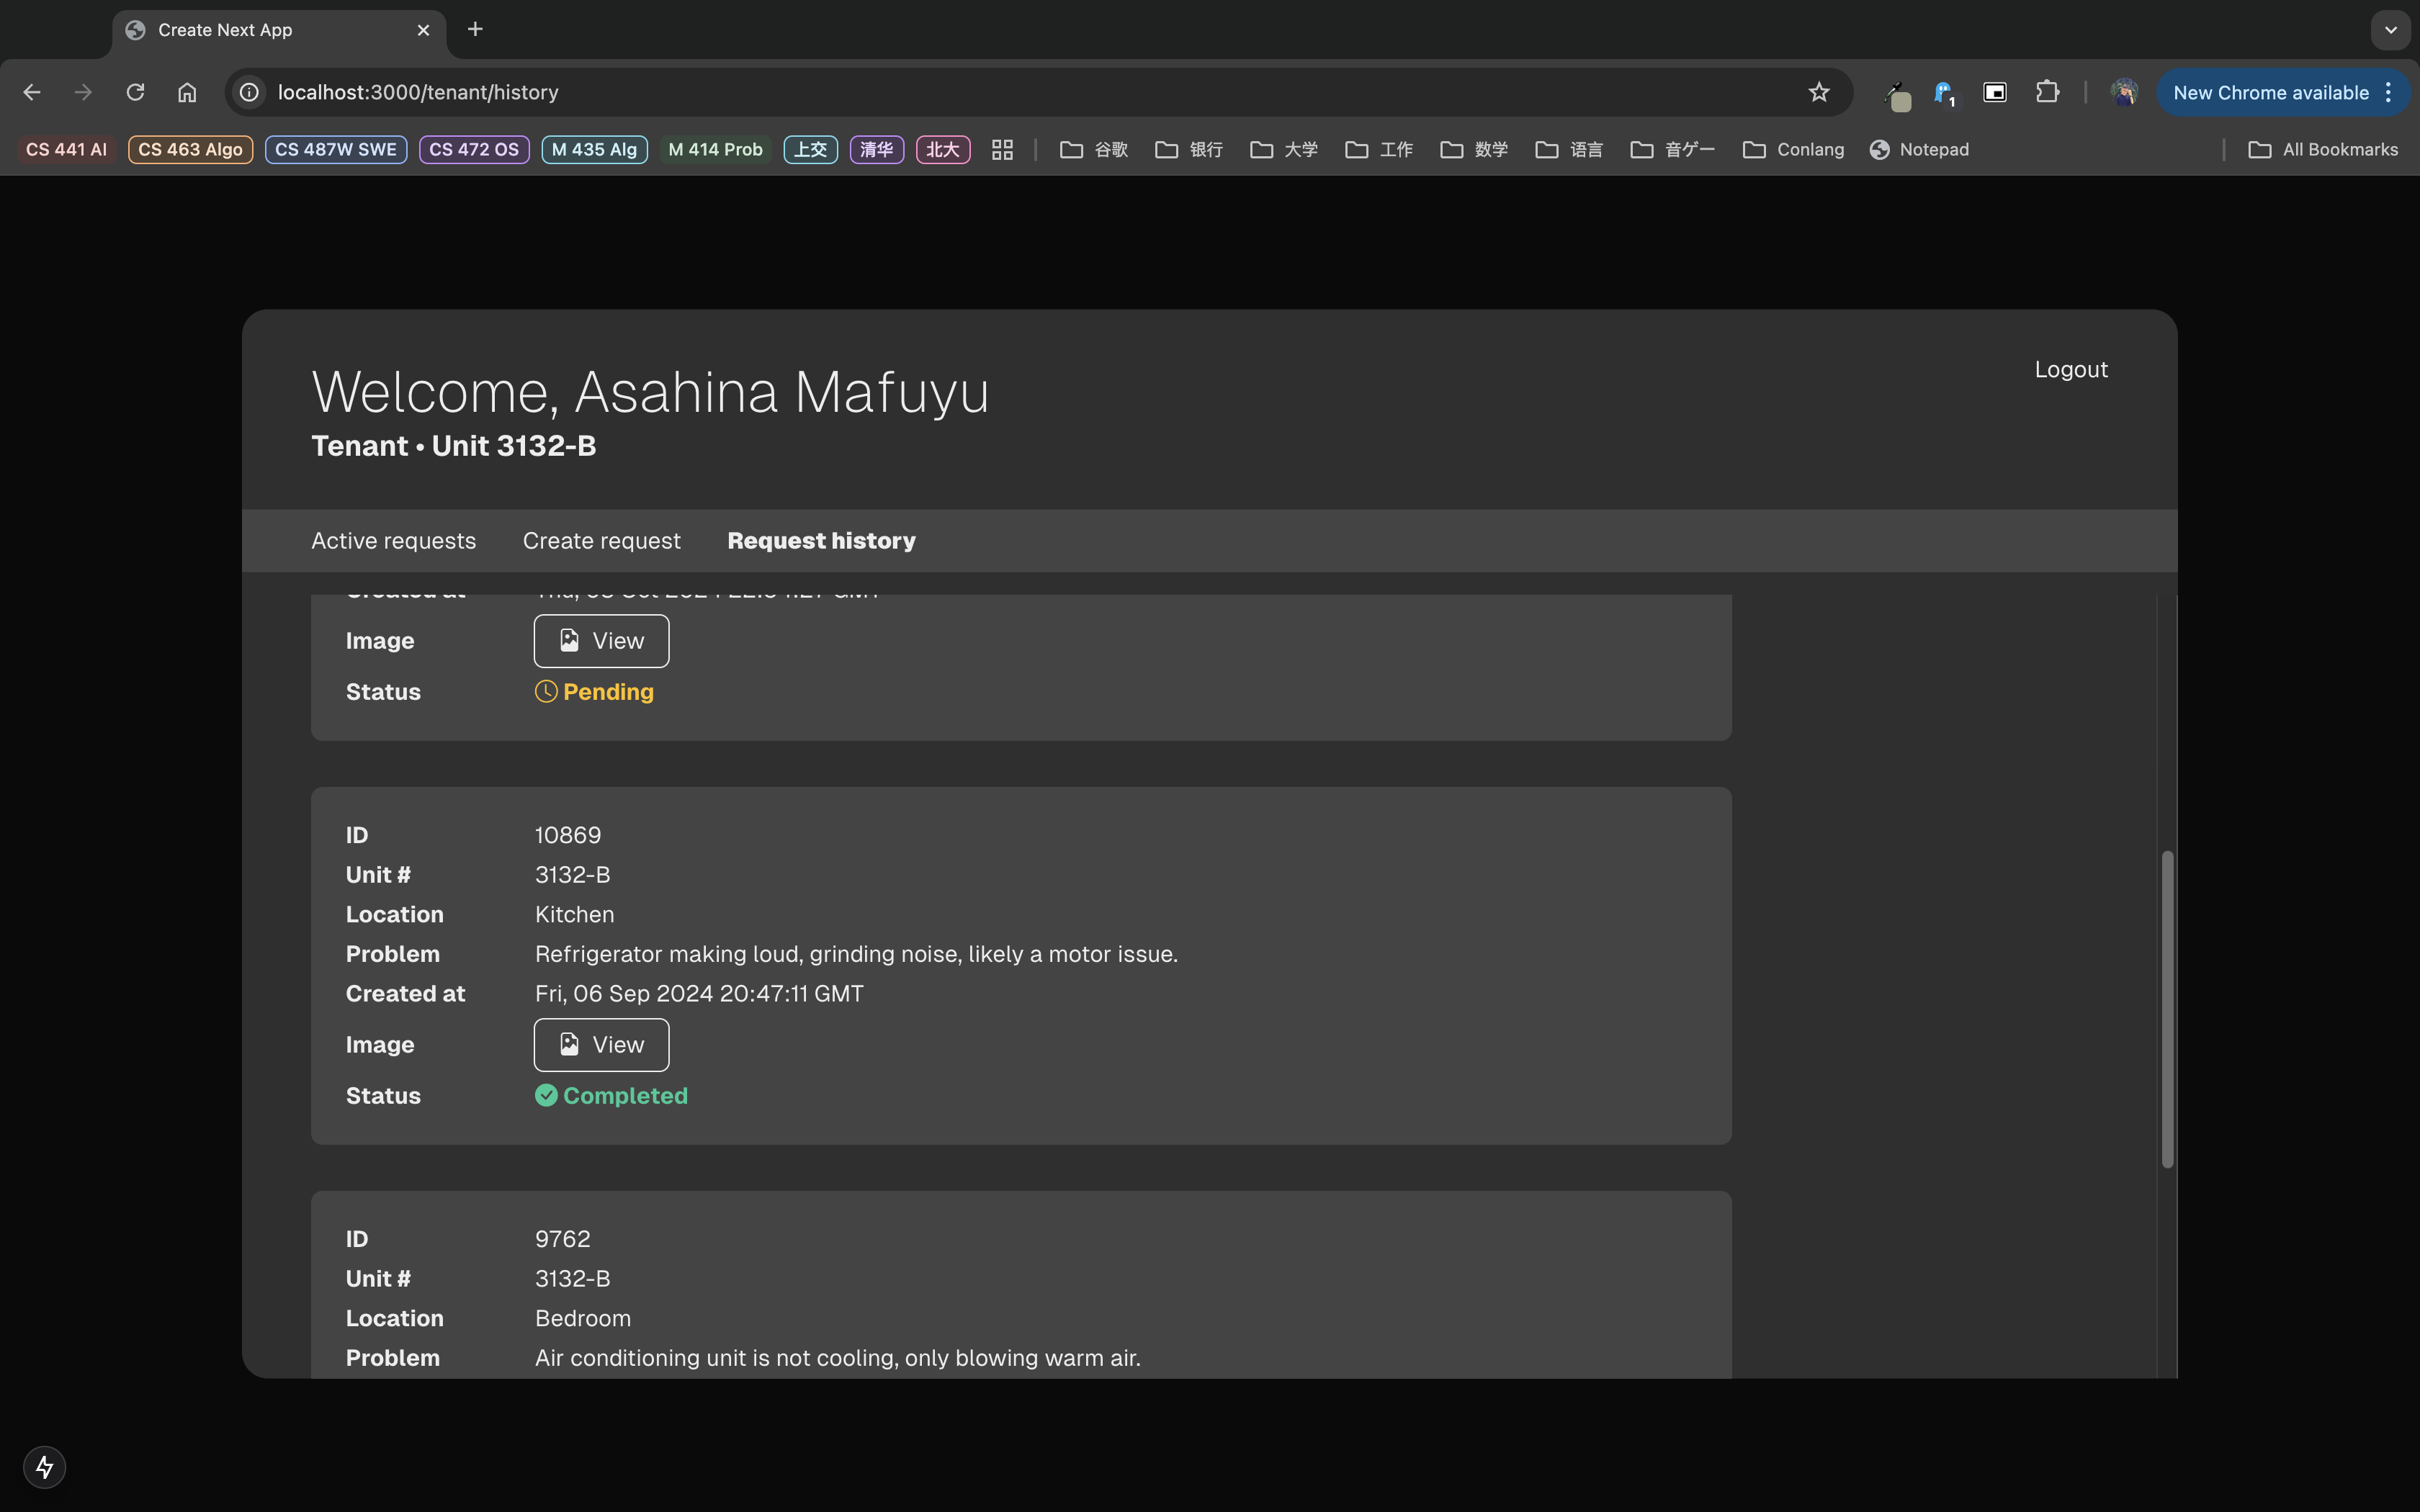 Create Next App
localhost:3000/tenant/history
1
New Chrome available
CS 441 AI CS 463 Algo CS 487W SWE CS 472 OS M 435 Alg M 414 Prob 上交 清华 北大 谷歌 银行 大学 工作 数学 语言 音ゲー Conlang Notepad All Bookmarks
Welcome, Asahina Mafuyu
Logout
Tenant • Unit 3132-B
Active requests Create request Request history
Created at
Image View
Status Pending
ID 10869
Unit # 3132-B
Location Kitchen
Problem Refrigerator making loud, grinding noise, likely a motor issue.
Created at Fri, 06 Sep 2024 20:47:11 GMT
Image View
Status Completed
ID 9762
Unit # 3132-B
Location Bedroom
Problem Air conditioning unit is not cooling, only blowing warm air.